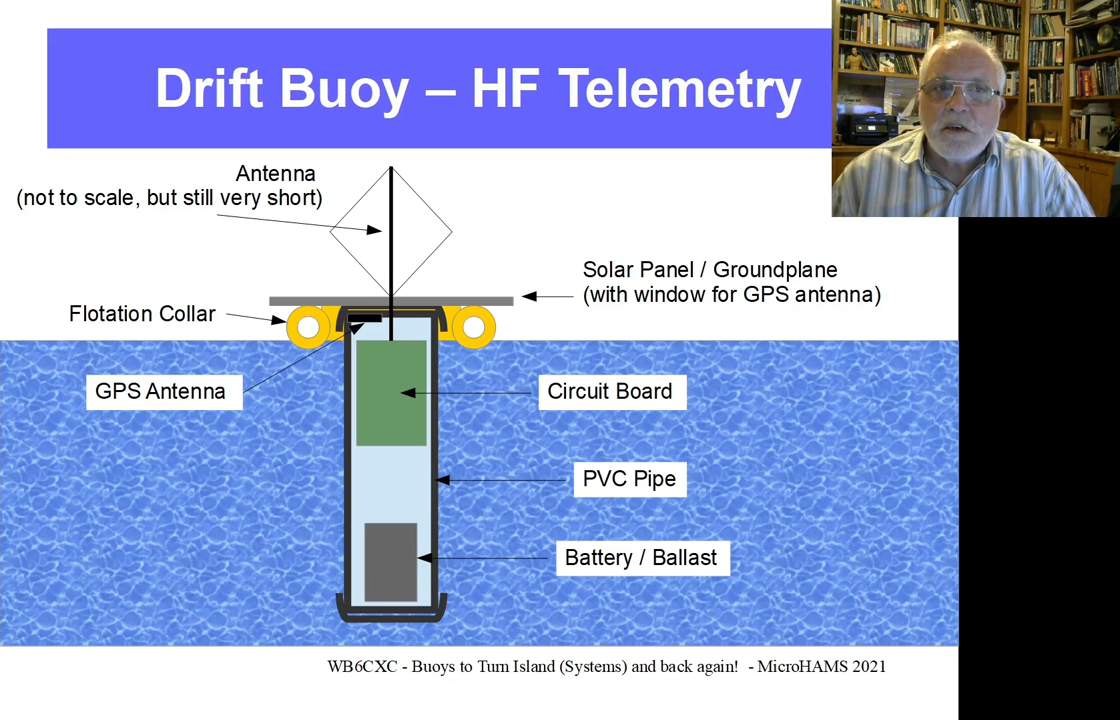 Drift Buoy – HF Telemetry
Antenna
(not to scale, but still very short)
Solar Panel / Groundplane
(with window for GPS antenna)
Flotation Collar
GPS Antenna
Circuit Board
PVC Pipe
Battery / Ballast
WB6CXC - Buoys to Turn Island (Systems) and back again!  - MicroHAMS 2021